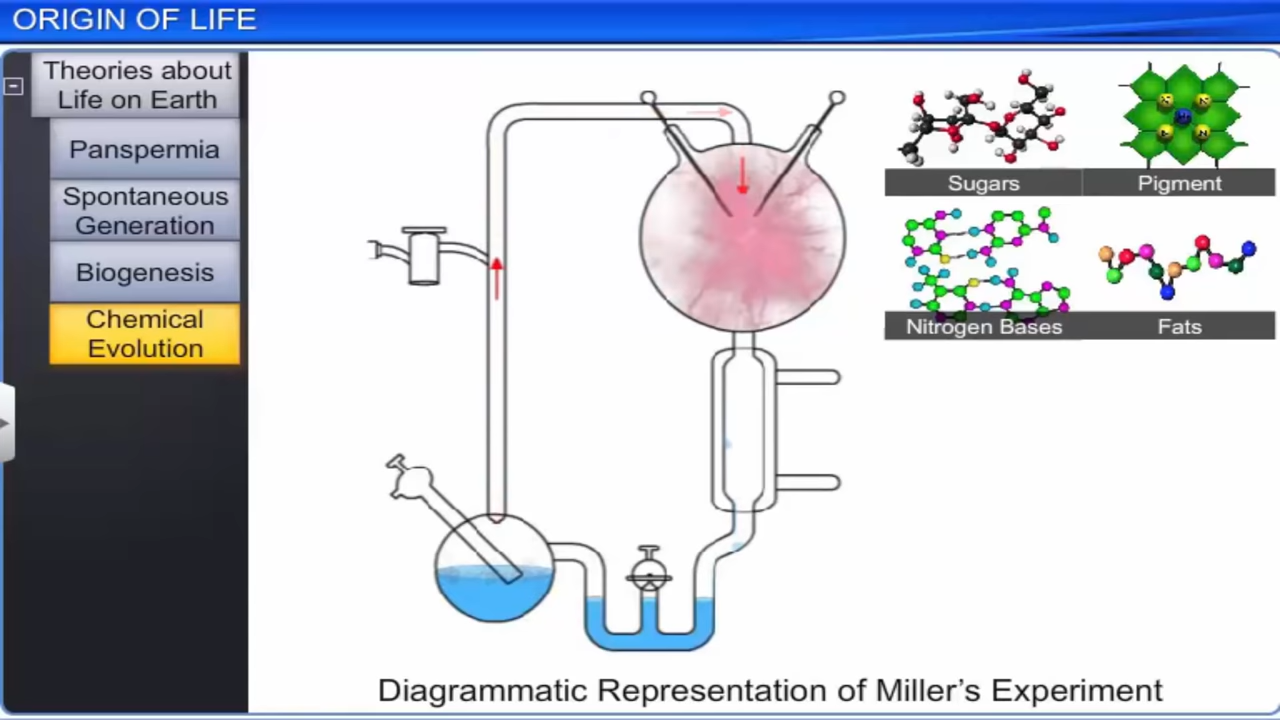 ORIGIN OF LIFE
Theories about
Life on Earth
Panspermia
Spontaneous
Generation
Biogenesis
Chemical
Evolution
Sugars
Pigment
Nitrogen Bases
Fats
Diagrammatic Representation of Miller's Experiment